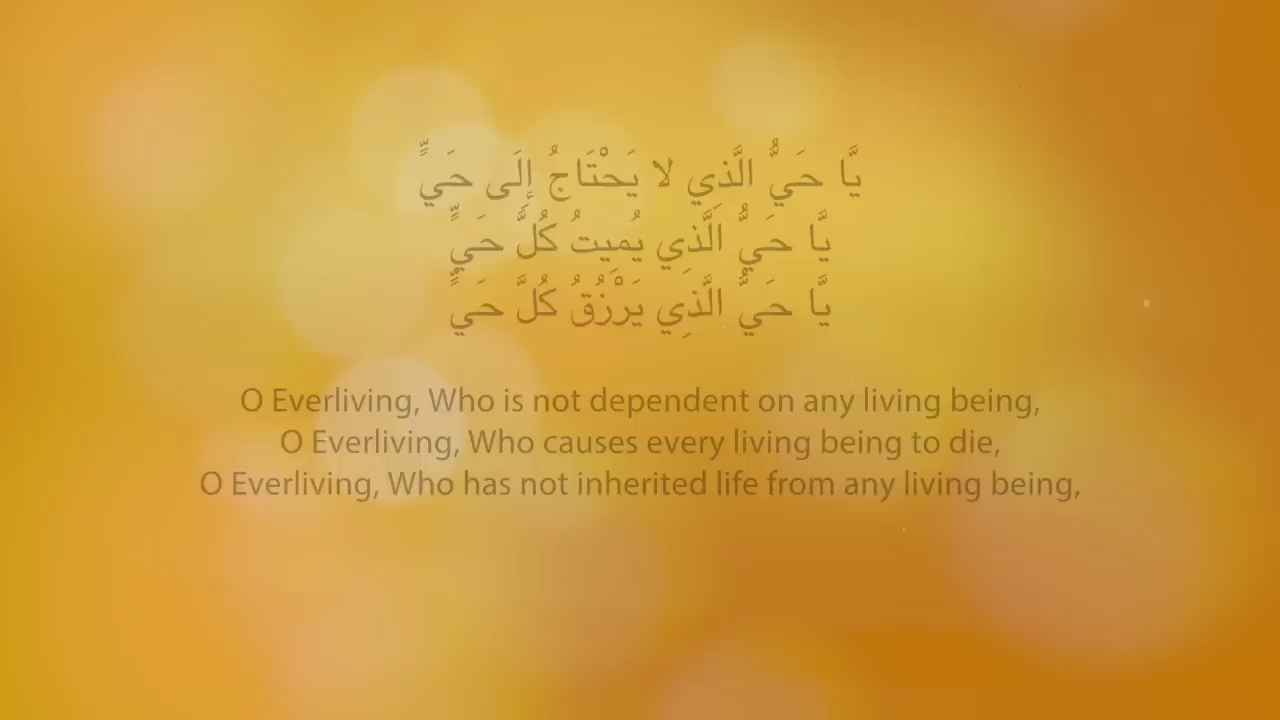 يَّا حَيُّ الَّذي لا يَحْتَاجُ إِلَى حَيٍّ
يَّا حَيُّ الَّذِي يُمِيتُ كُلَّ حَيٍّ
يَّا حَيُّ الَّذِي يَرْزُقُ كُلَّ حَيٍّ
O Everliving, Who is not dependent on any living being,
O Everliving, Who causes every living being to die,
O Everliving, Who has not inherited life from any living being,